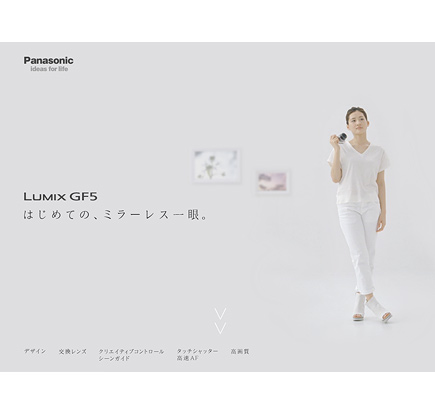 Panasonic
ideas for life
LUMIX GF5
はじめての、ミラーレス一眼。
デザイン
交換レンズ
クリエイティブコントロール
シーンガイド
タッチシャッター
高速AF
高画質